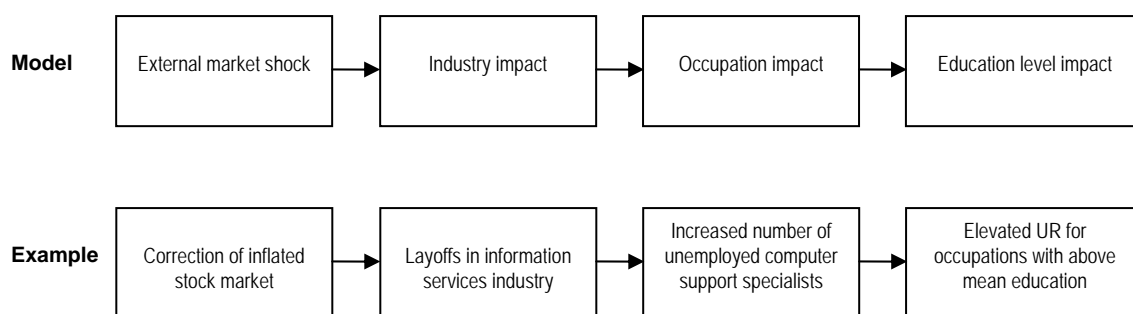 Model
External market shock
Industry impact
Occupation impact
Education level impact
Example
Correction of inflated
stock market
Layoffs in information
services industry
Increased number of
unemployed computer
support specialists
Elevated UR for
occupations with above
mean education